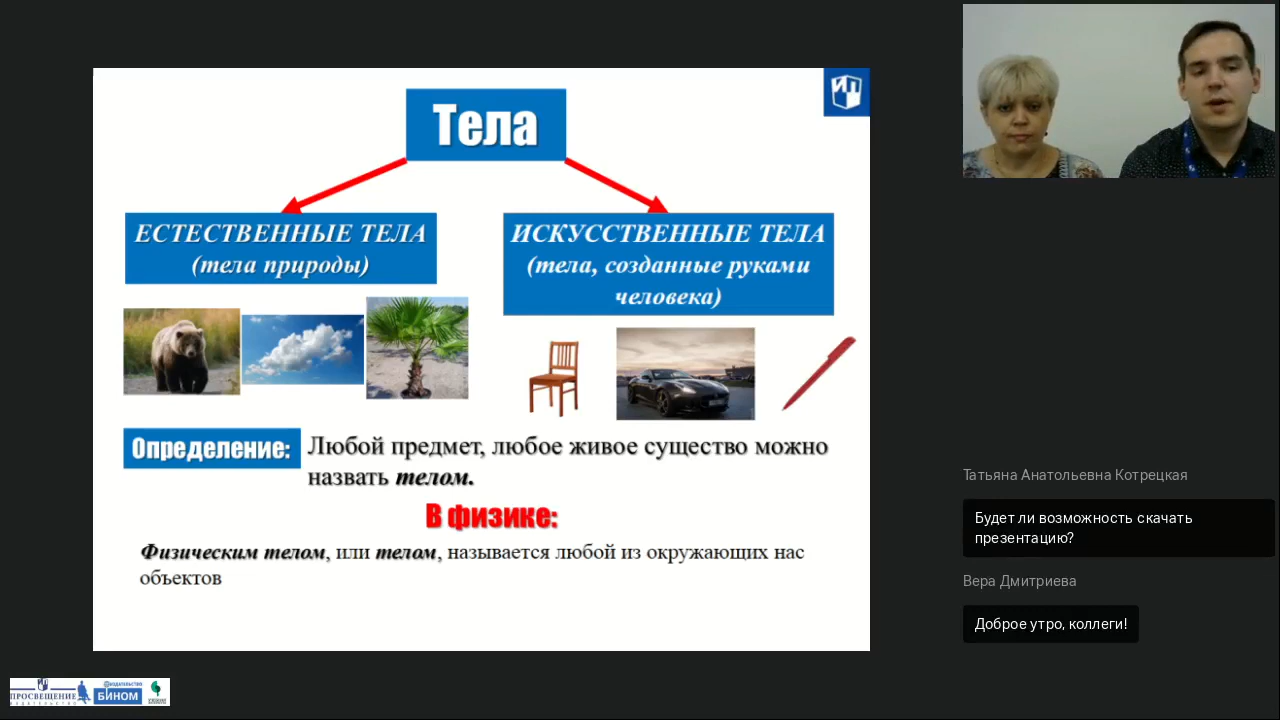 Тела
ЕСТЕСТВЕННЫЕ ТЕЛА
(тела природы)
ИСКУССТВЕННЫЕ ТЕЛА
(тела, созданные руками
человека)
Определение:
Любой предмет, любое живое существо можно
назвать телом.
В физике:
Физическим телом, или телом, называется любой из окружающих нас
объектов
Татьяна Анатольевна Котрецкая
Будет ли возможность скачать
презентацию?
Вера Дмитриева
Доброе утро, коллеги!
ПРОСВЕЩЕНИЕ
ИЗДАТЕЛЬСТВО
ИЗДАТЕЛЬСТВО
БИНОМ